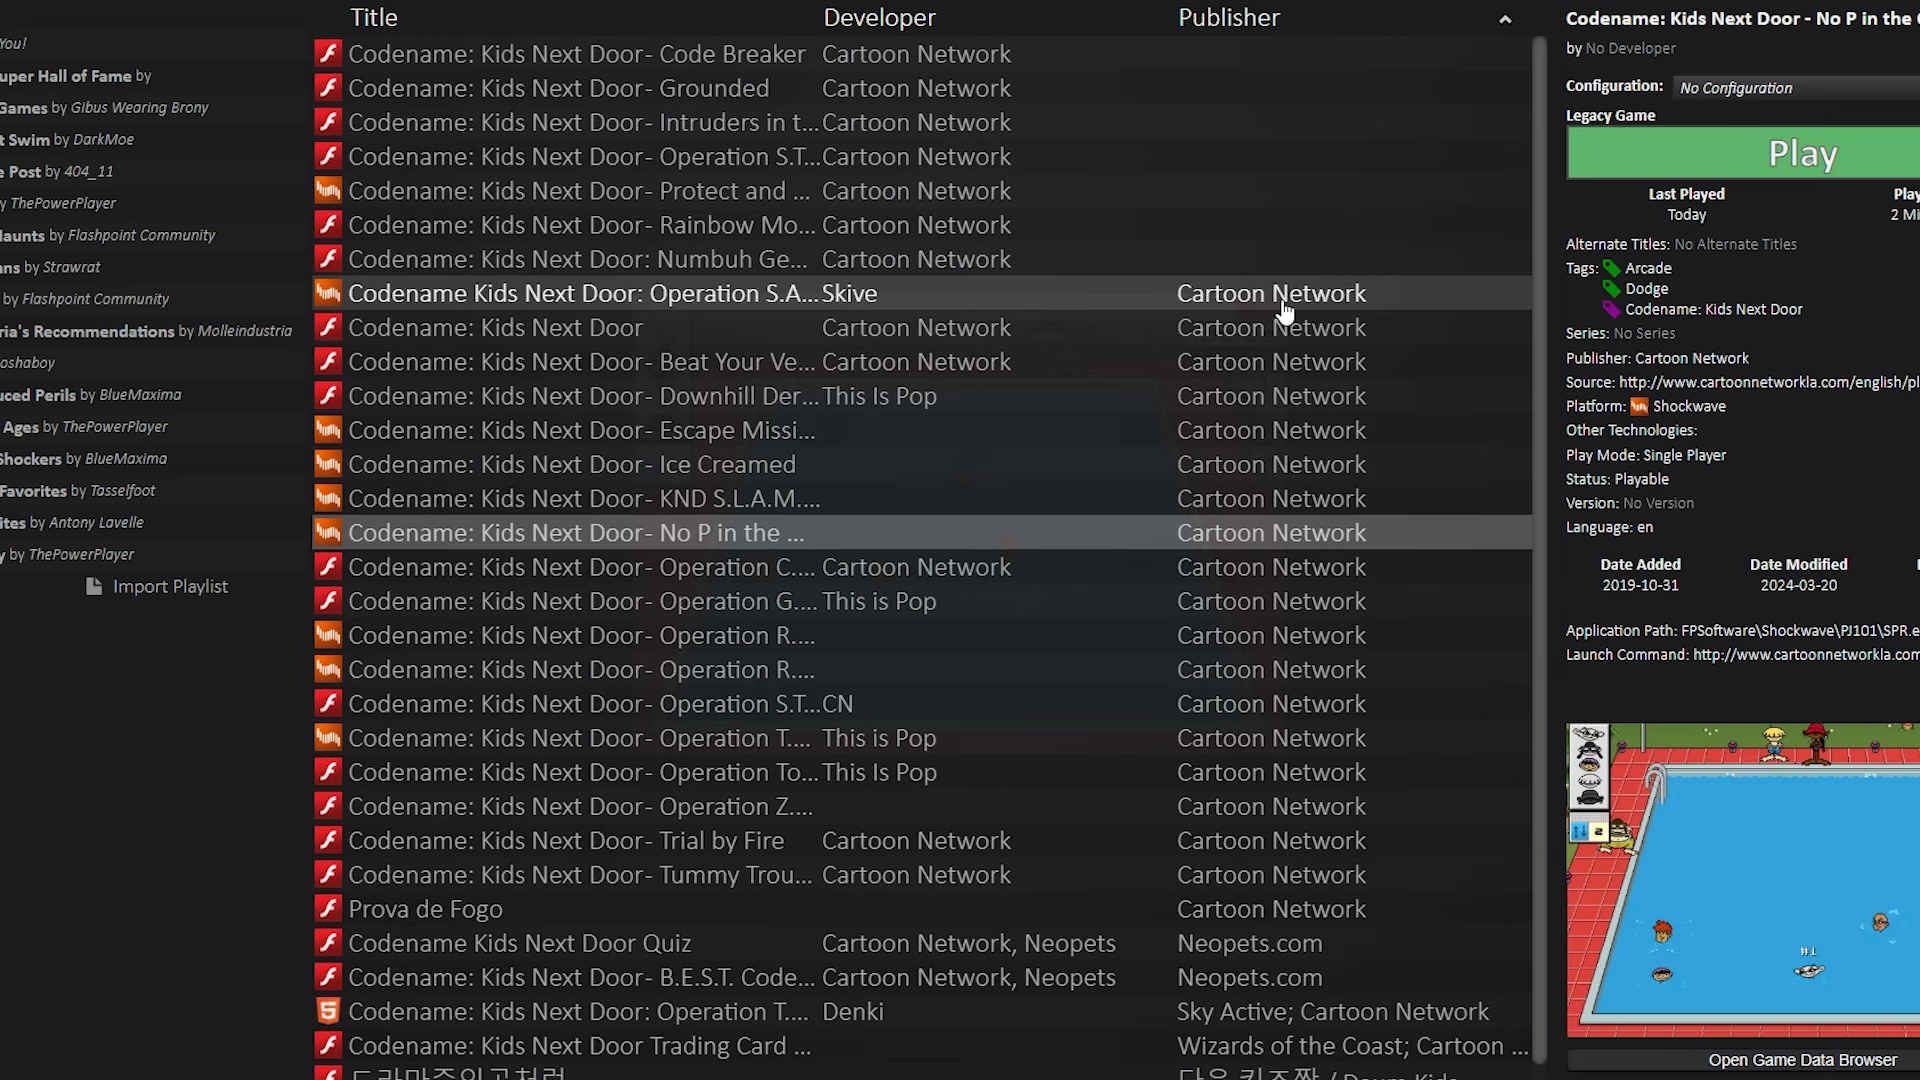 You!
uper Hall of Fame by
Games by Gibus Wearing Brony
t Swim by DarkMoe
e Post by 404_11
y ThePowerPlayer
aunts by Flashpoint Community
ans by Strawrat
by Flashpoint Community
ria's Recommendations by Molleindustria
oshaboy
uced Perils by BlueMaxima
Ages by ThePowerPlayer
Shockers by BlueMaxima
Favorites by Tasselfoot
ites by Antony Lavelle
y by ThePowerPlayer
Import Playlist
Title Developer Publisher
Codename: Kids Next Door- Code Breaker Cartoon Network
Codename: Kids Next Door- Grounded Cartoon Network
Codename: Kids Next Door- Intruders in t... Cartoon Network
Codename: Kids Next Door- Operation S.T... Cartoon Network
Codename: Kids Next Door- Protect and ... Cartoon Network
Codename: Kids Next Door- Rainbow Mo... Cartoon Network
Codename: Kids Next Door: Numbuh Ge... Cartoon Network
Codename Kids Next Door: Operation S.A... Skive Cartoon Network
Codename: Kids Next Door Cartoon Network Cartoon Network
Codename: Kids Next Door- Beat Your Ve... Cartoon Network Cartoon Network
Codename: Kids Next Door- Downhill Der... This Is Pop Cartoon Network
Codename: Kids Next Door- Escape Missi... Cartoon Network
Codename: Kids Next Door- Ice Creamed Cartoon Network
Codename: Kids Next Door- KND S.L.A.M.... Cartoon Network
Codename: Kids Next Door- No P in the ... Cartoon Network
Codename: Kids Next Door- Operation C.... Cartoon Network Cartoon Network
Codename: Kids Next Door- Operation G.... This is Pop Cartoon Network
Codename: Kids Next Door- Operation R.... Cartoon Network
Codename: Kids Next Door- Operation R.... Cartoon Network
Codename: Kids Next Door- Operation S.T... CN Cartoon Network
Codename: Kids Next Door- Operation T.... This is Pop Cartoon Network
Codename: Kids Next Door- Operation To... This Is Pop Cartoon Network
Codename: Kids Next Door- Operation Z.... Cartoon Network
Codename: Kids Next Door- Trial by Fire Cartoon Network Cartoon Network
Codename: Kids Next Door- Tummy Trou... Cartoon Network Cartoon Network
Prova de Fogo Cartoon Network
Codename Kids Next Door Quiz Cartoon Network, Neopets Neopets.com
Codename: Kids Next Door- B.E.S.T. Code... Cartoon Network, Neopets Neopets.com
Codename: Kids Next Door: Operation T.... Denki Sky Active; Cartoon Network
Codename: Kids Next Door Trading Card ... Wizards of the Coast; Cartoon ...
Codename: Kids Next Door - No P in the
by No Developer
Configuration: No Configuration
Legacy Game
Play
Last Played Play
Today 2 Mi
Alternate Titles: No Alternate Titles
Tags: Arcade
Dodge
Codename: Kids Next Door
Series: No Series
Publisher: Cartoon Network
Source: http://www.cartoonnetworkla.com/english/pl
Platform: Shockwave
Other Technologies:
Play Mode: Single Player
Status: Playable
Version: No Version
Language: en
Date Added Date Modified
2019-10-31 2024-03-20
Application Path: FPSoftware\Shockwave\PJ101\SPR.e
Launch Command: http://www.cartoonnetworkla.com
2
#1
Open Game Data Browser